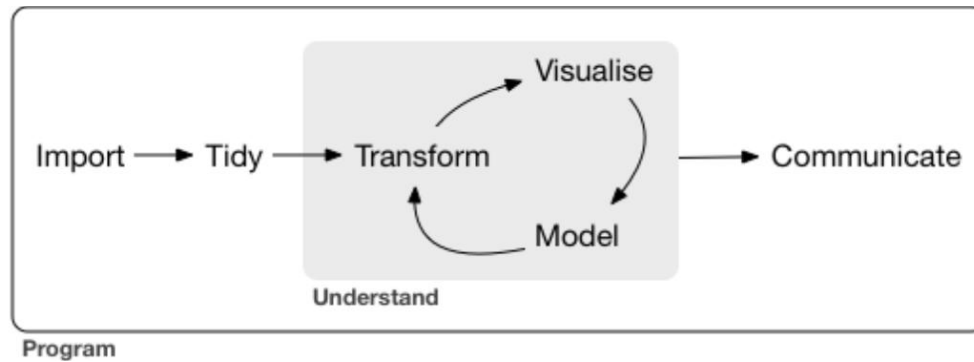 Visualise
Import Tidy Transform Communicate
Model
Understand
Program